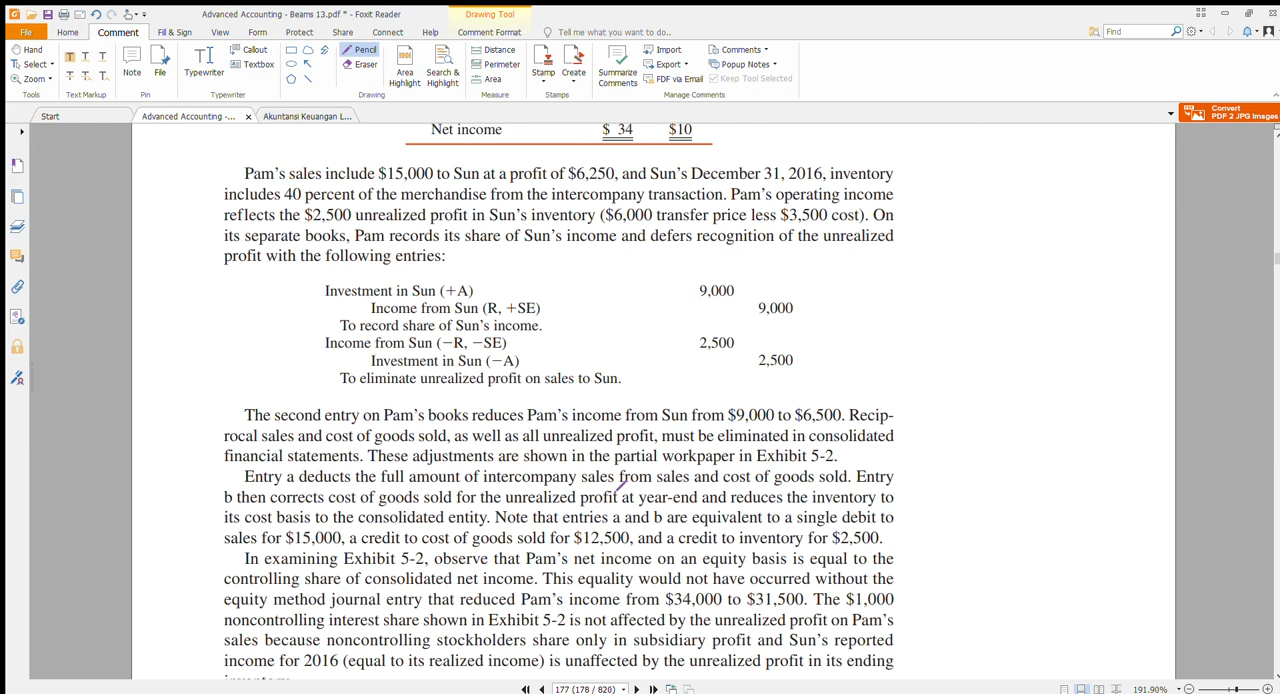 Advanced Accounting - Beams 13.pdf * - Foxit Reader
Drawing Tool
File Home Comment Fill & Sign View Form Protect Share Connect Help Comment Format Tell me what you want to do.. Find
Hand
Select
Zoom
Tools
Text Markup
Note
File
Pin
Typewriter
Callout
Textbox
Typewriter
Pencil
Eraser
Area Highlight
Search & Highlight
Drawing
Distance
Perimeter
Area
Measure
Stamp
Create
Stamps
Summarize Comments
Import
Export
FDF via Email
Comments
Popup Notes
Keep Tool Selected
Manage Comments
Start
Advanced Accounting -...
Akuntansi Keuangan L...
Convert
PDF 2 JPG Images
Net income $ 34 $10
Pam's sales include $15,000 to Sun at a profit of $6,250, and Sun's December 31, 2016, inventory
includes 40 percent of the merchandise from the intercompany transaction. Pam's operating income
reflects the $2,500 unrealized profit in Sun's inventory ($6,000 transfer price less $3,500 cost). On
its separate books, Pam records its share of Sun's income and defers recognition of the unrealized
profit with the following entries:
Investment in Sun (+A) 9,000
Income from Sun (R, +SE) 9,000
To record share of Sun's income.
Income from Sun (−R, −SE) 2,500
Investment in Sun (−A) 2,500
To eliminate unrealized profit on sales to Sun.
The second entry on Pam's books reduces Pam's income from Sun from $9,000 to $6,500. Recip-
rocal sales and cost of goods sold, as well as all unrealized profit, must be eliminated in consolidated
financial statements. These adjustments are shown in the partial workpaper in Exhibit 5-2.
Entry a deducts the full amount of intercompany sales from sales and cost of goods sold. Entry
b then corrects cost of goods sold for the unrealized profit at year-end and reduces the inventory to
its cost basis to the consolidated entity. Note that entries a and b are equivalent to a single debit to
sales for $15,000, a credit to cost of goods sold for $12,500, and a credit to inventory for $2,500.
In examining Exhibit 5-2, observe that Pam's net income on an equity basis is equal to the
controlling share of consolidated net income. This equality would not have occurred without the
equity method journal entry that reduced Pam's income from $34,000 to $31,500. The $1,000
noncontrolling interest share shown in Exhibit 5-2 is not affected by the unrealized profit on Pam's
sales because noncontrolling stockholders share only in subsidiary profit and Sun's reported
income for 2016 (equal to its realized income) is unaffected by the unrealized profit in its ending
177 (178 / 820)
191.90%